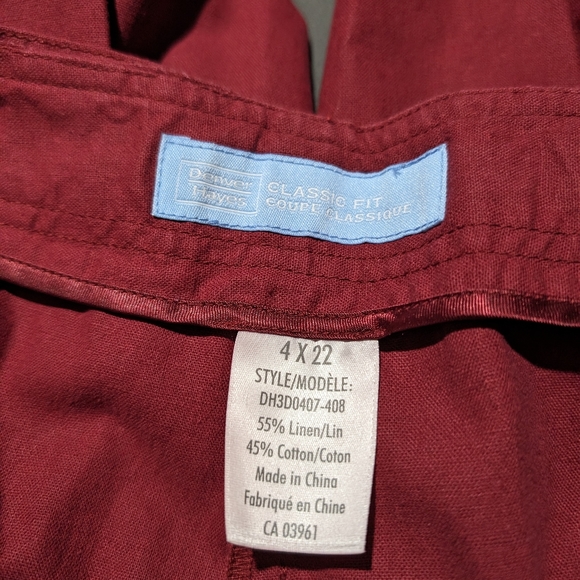 Denver
Hayes
CLASSIC FIT
COUPE CLASSIQUE
4 X 22
STYLE/MODÈLE:
DH3D0407-408
55% Linen/Lin
45% Cotton/Coton
Made in China
Fabriqué en Chine
CA 03961